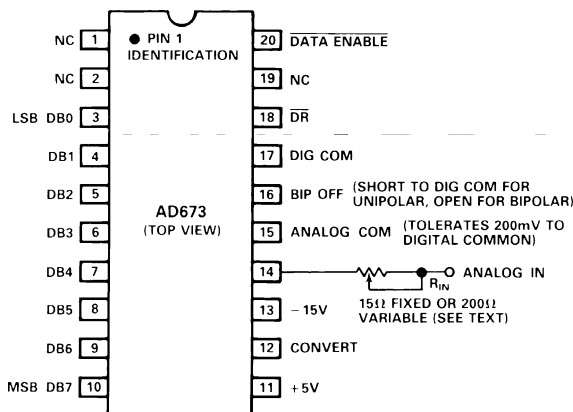 NC 1 ● PIN 1 IDENTIFICATION 20 DATA ENABLE
NC 2 19 NC
LSB DB0 3 18 DR
DB1 4 17 DIG COM
DB2 5 16 BIP OFF (SHORT TO DIG COM FOR UNIPOLAR, OPEN FOR BIPOLAR)
AD673
(TOP VIEW)
DB3 6 15 ANALOG COM (TOLERATES 200mV TO DIGITAL COMMON)
DB4 7 14 RIN ANALOG IN
15Ω FIXED OR 200Ω
VARIABLE (SEE TEXT)
DB5 8 13 −15V
DB6 9 12 CONVERT
MSB DB7 10 11 +5V